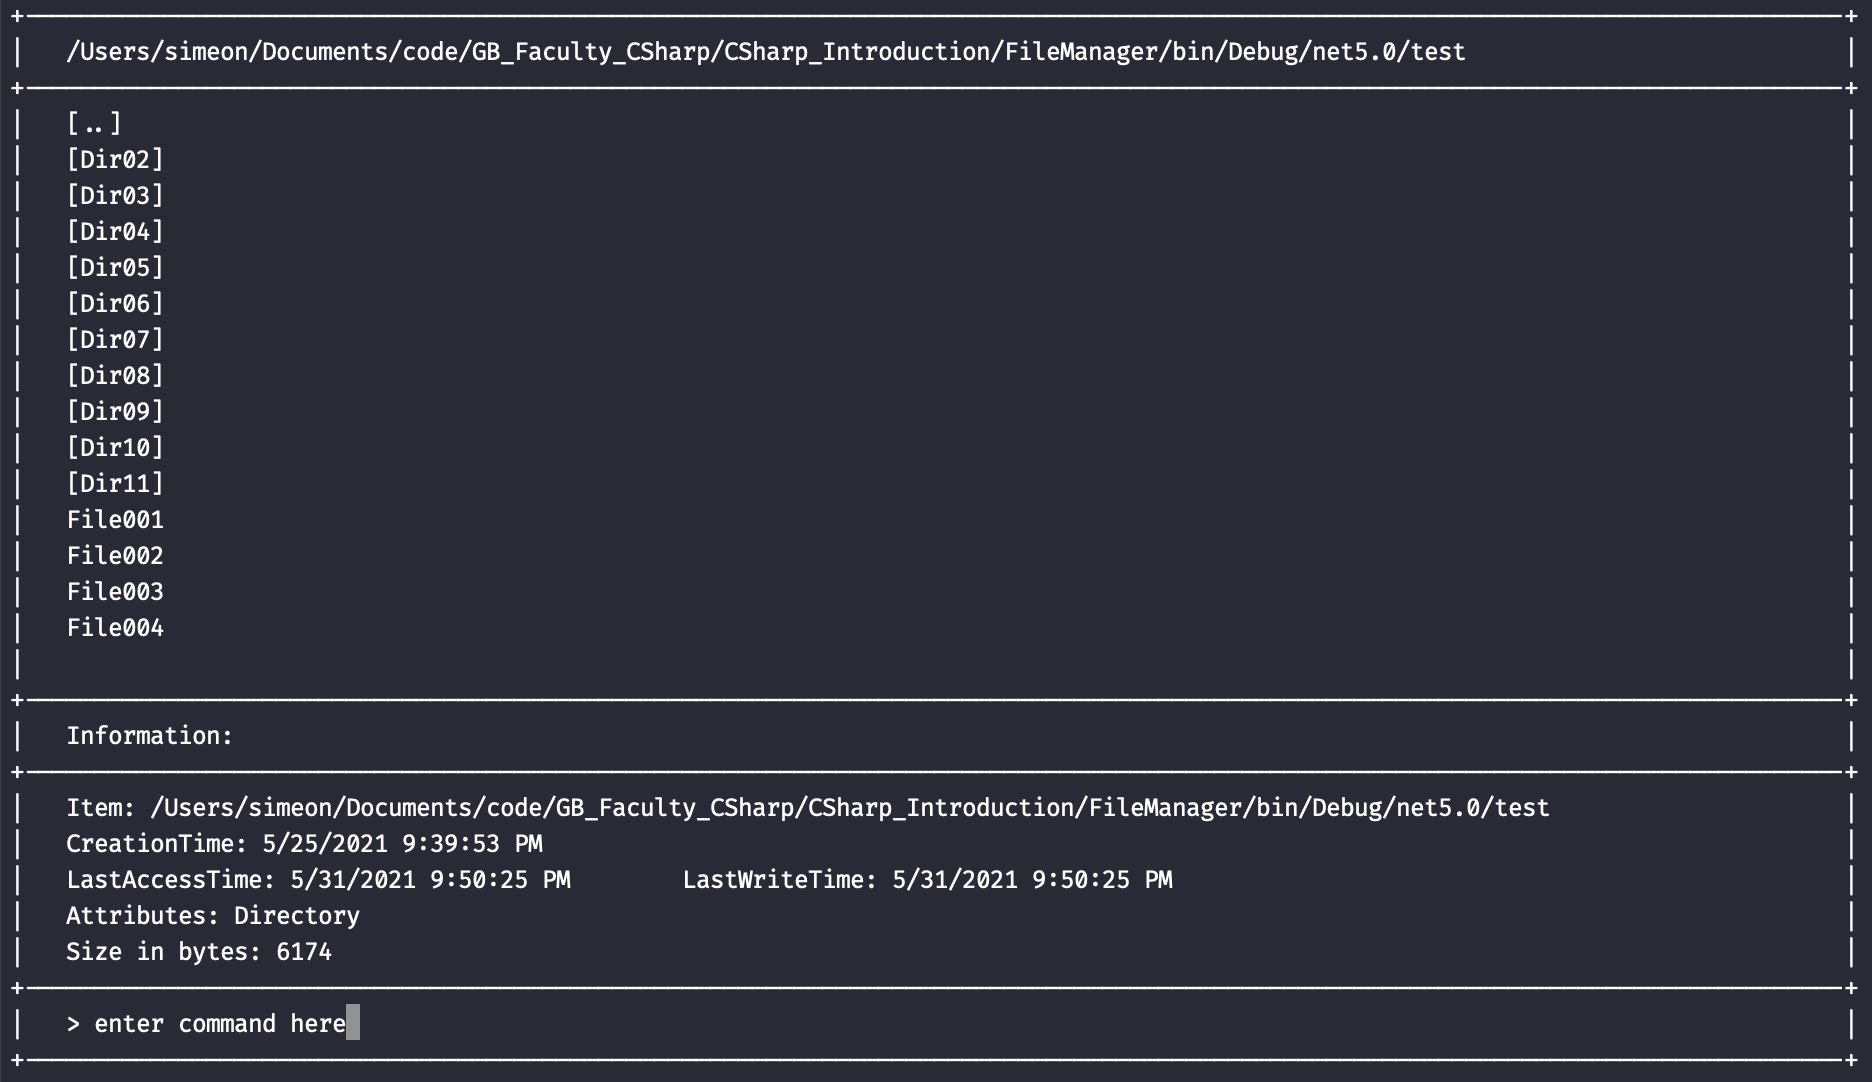 /Users/simeon/Documents/code/GB_Faculty_CSharp/CSharp_Introduction/FileManager/bin/Debug/net5.0/test
[..]
[Dir02]
[Dir03]
[Dir04]
[Dir05]
[Dir06]
[Dir07]
[Dir08]
[Dir09]
[Dir10]
[Dir11]
File001
File002
File003
File004
Information:
Item: /Users/simeon/Documents/code/GB_Faculty_CSharp/CSharp_Introduction/FileManager/bin/Debug/net5.0/test
CreationTime: 5/25/2021 9:39:53 PM
LastAccessTime: 5/31/2021 9:50:25 PM        LastWriteTime: 5/31/2021 9:50:25 PM
Attributes: Directory
Size in bytes: 6174
> enter command here